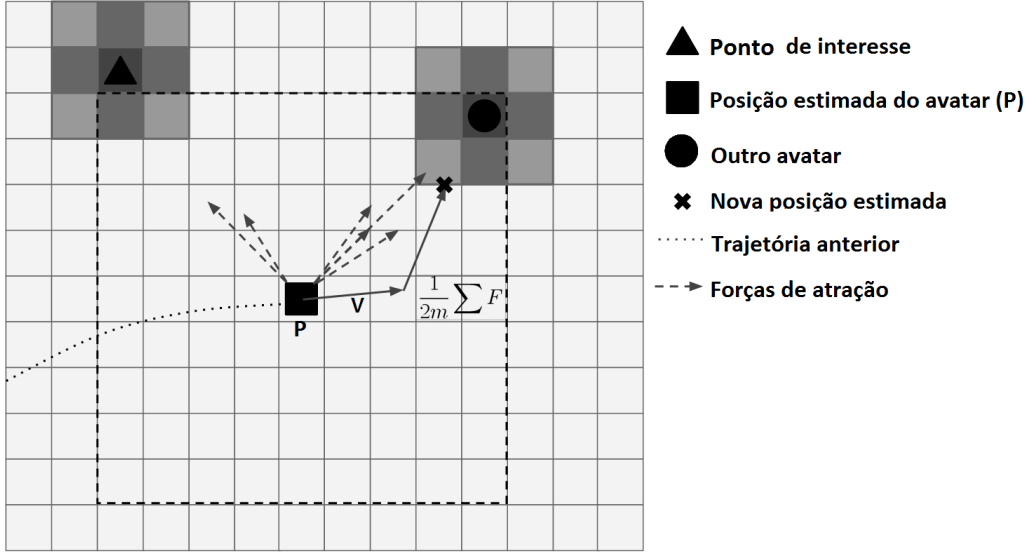 Ponto de interesse
Posição estimada do avatar (P)
Outro avatar
Nova posição estimada
Trajetória anterior
Forças de atração
V
P
1/2m ∑ F